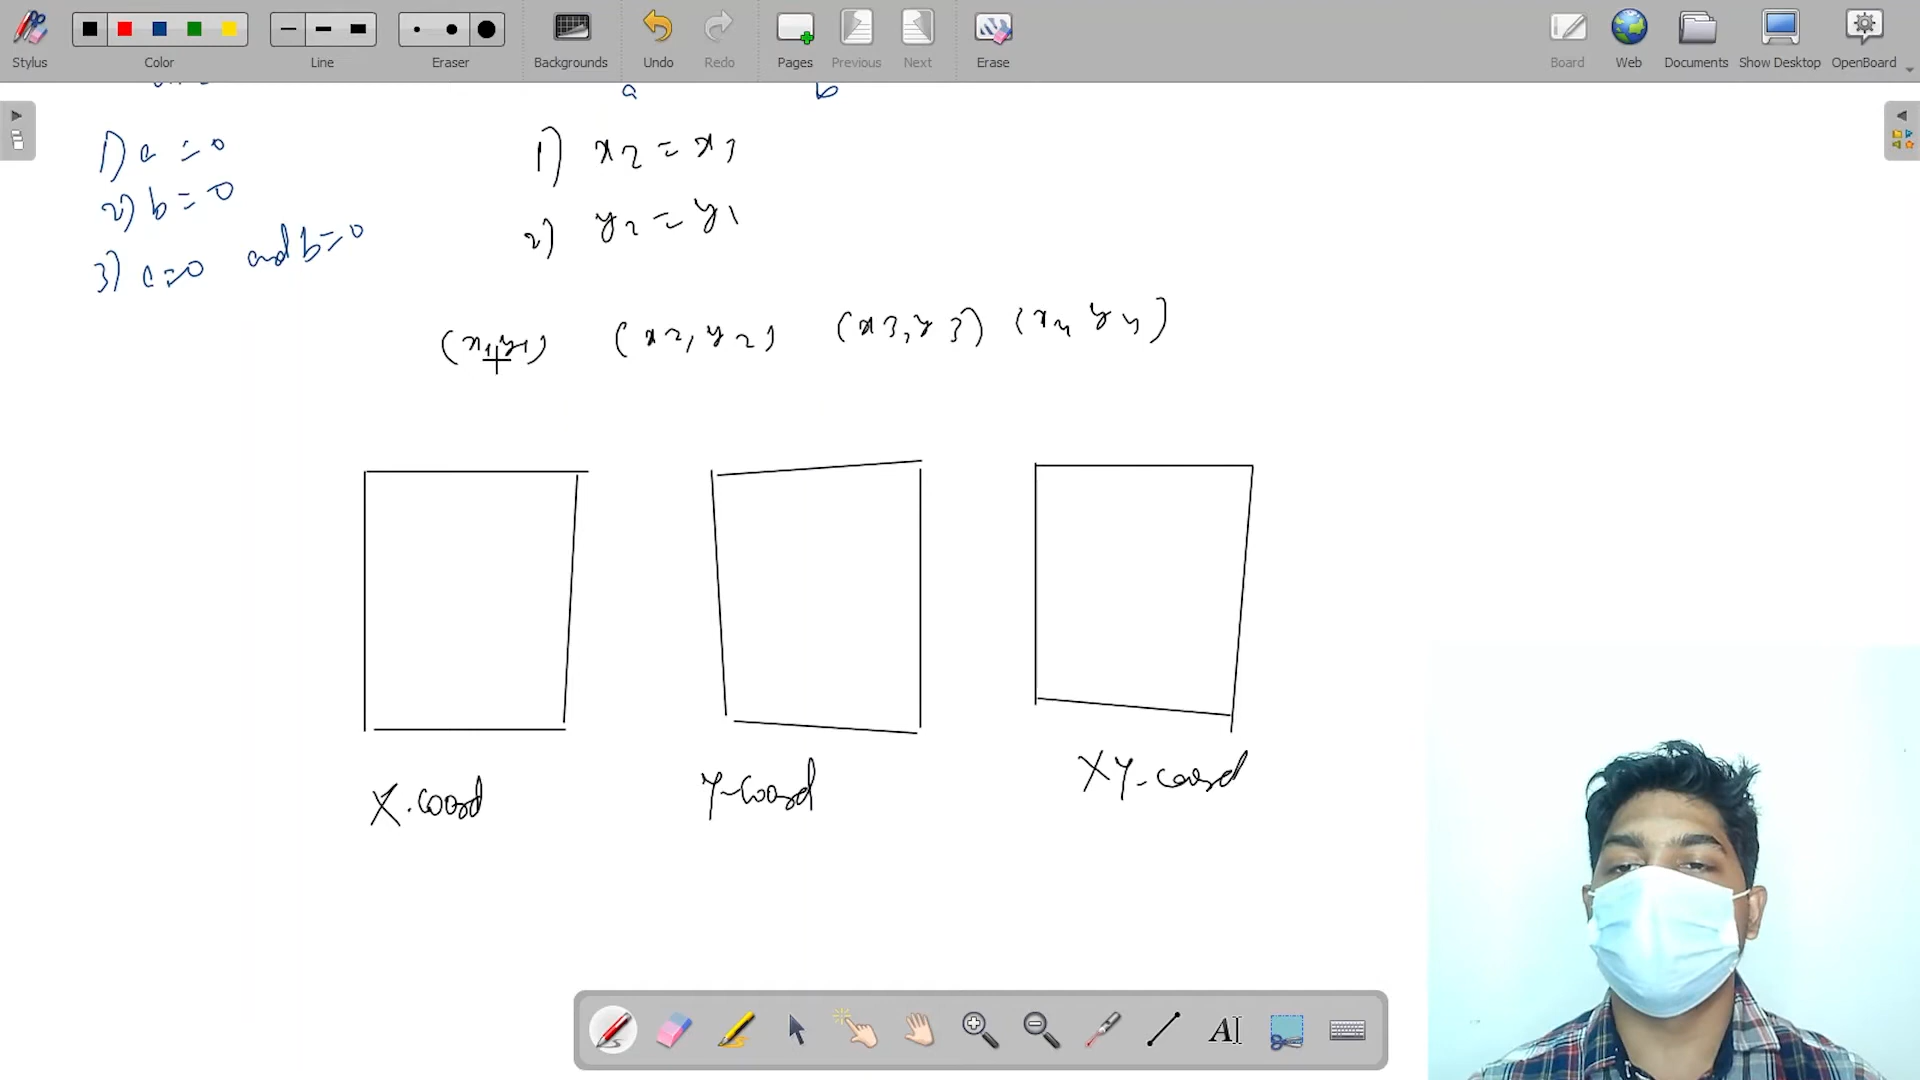 Stylus Color Line Eraser Backgrounds Undo Redo Pages Previous Next Erase Board Web Documents Show Desktop OpenBoard
a b
1) a = 0
2) b = 0
3) a = 0 and b = 0
1) x2 = x1
2) y2 = y1
(x1,y1) (x2,y2) (x3,y3) (x4 y4)
X-coord Y-coord XY-coord
AI